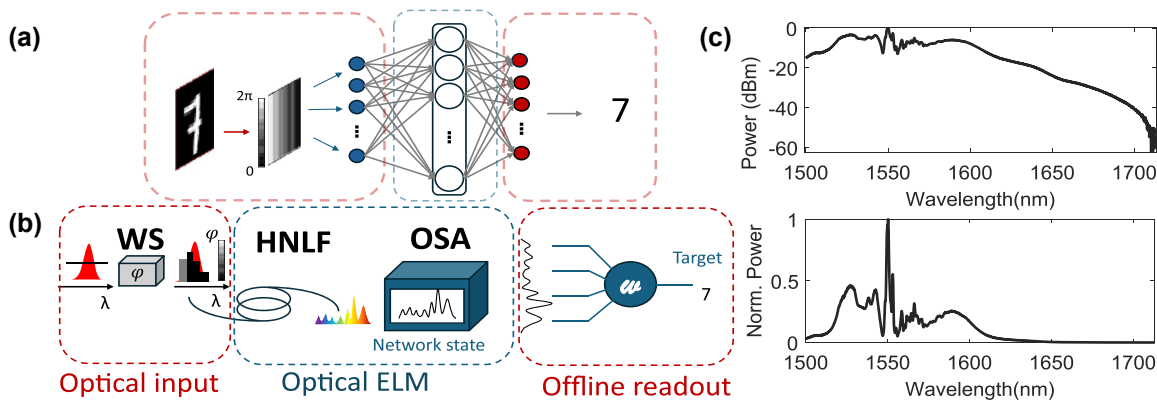 (a)
2π
0
...
...
...
7
(b)
WS
φ
λ
φ
λ
HNLF
OSA
Network state
w
Target
7
Optical input
Optical ELM
Offline readout
(c)
Power (dBm)
0
-20
-40
-60
1500
1550
1600
1650
1700
Wavelength(nm)
Norm. Power
1
0.5
0
1500
1550
1600
1650
1700
Wavelength(nm)